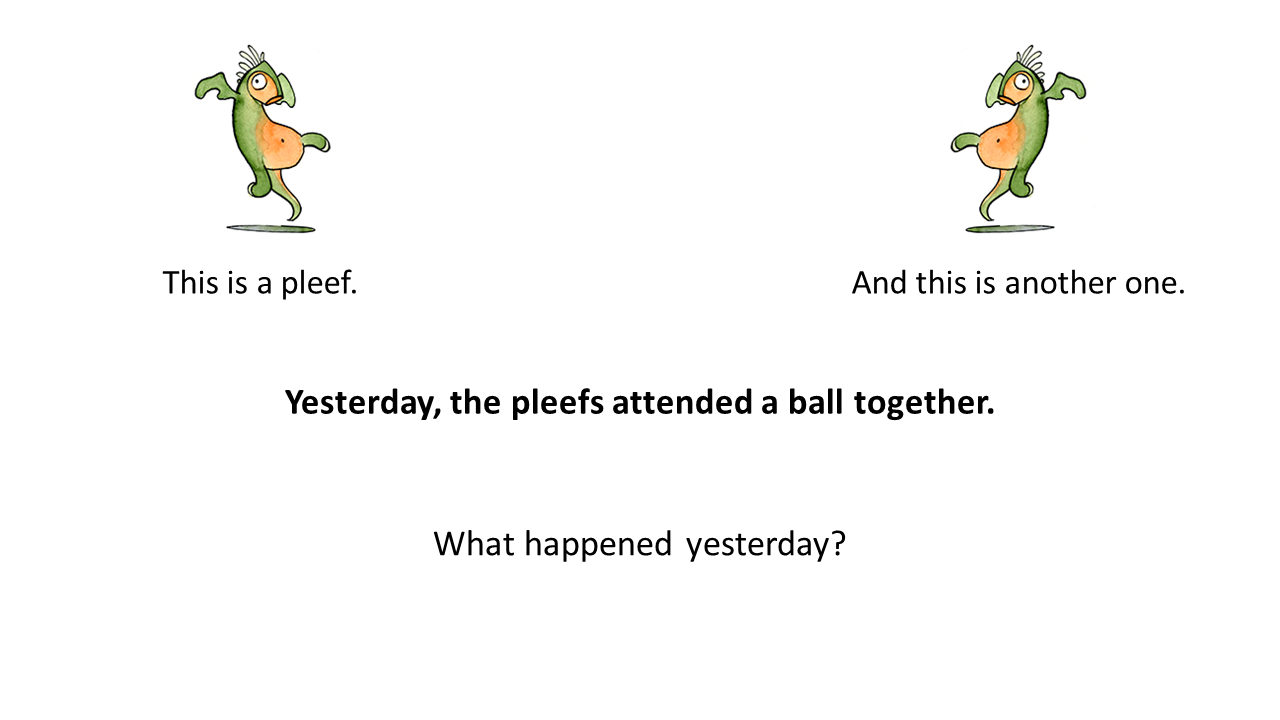 This is a pleef.
And this is another one.
Yesterday, the pleefs attended a ball together.
What happened yesterday?